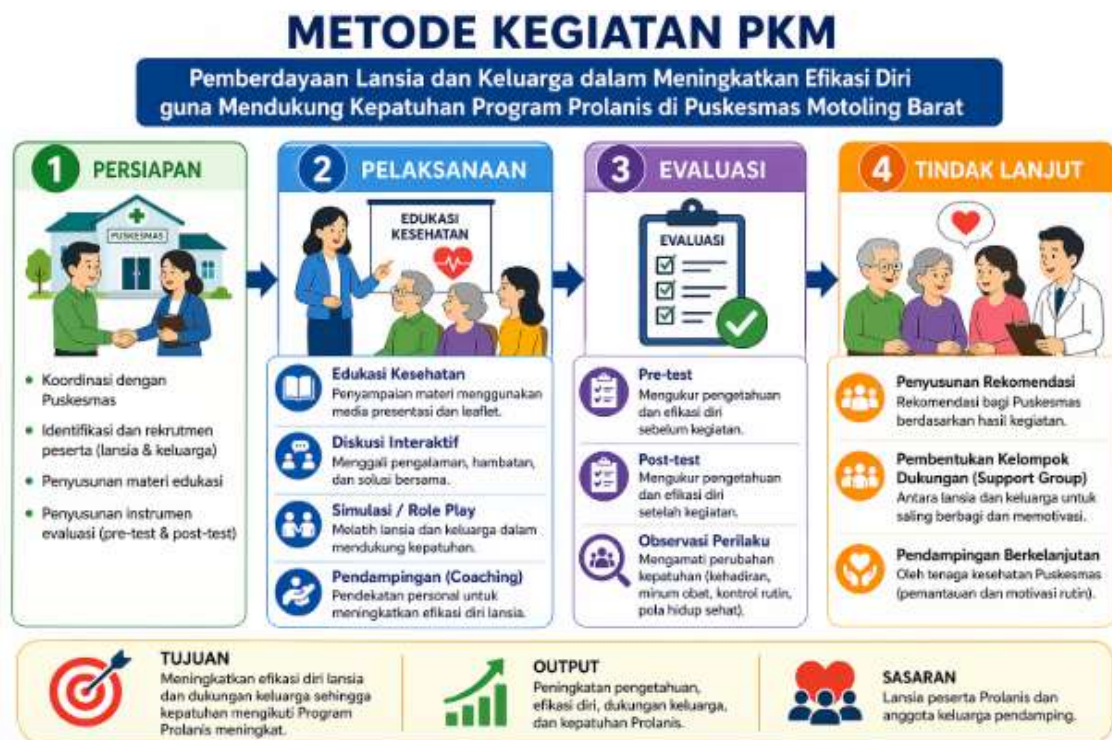 METODE KEGIATAN PKM
Pemberdayaan Lansia dan Keluarga dalam Meningkatkan Efikasi Diri
guna Mendukung Kepatuhan Program Prolanis di Puskesmas Motoling Barat
1 PERSIAPAN
PUSKESMAS
• Koordinasi dengan
Puskesmas
• Identifikasi dan rekrutmen
peserta (lansia & keluarga)
• Penyusunan materi edukasi
• Penyusunan instrumen
evaluasi (pre-test & post-test)
2 PELAKSANAAN
EDUKASI
KESEHATAN
Edukasi Kesehatan
Penyampaian materi menggunakan
media presentasi dan leaflet.
Diskusi Interaktif
Menggali pengalaman, hambatan,
dan solusi bersama.
Simulasi / Role Play
Melatih lansia dan keluarga dalam
mendukung kepatuhan.
Pendampingan (Coaching)
Pendekatan personal untuk
meningkatkan efikasi diri lansia.
3 EVALUASI
EVALUASI
Pre-test
Mengukur pengetahuan
dan efikasi diri
sebelum kegiatan.
Post-test
Mengukur pengetahuan
dan efikasi diri
setelah kegiatan.
Observasi Perilaku
Mengamati perubahan
kepatuhan (kehadiran,
minum obat, kontrol rutin,
pola hidup sehat).
4 TINDAK LANJUT
Penyusunan Rekomendasi
Rekomendasi bagi Puskesmas
berdasarkan hasil kegiatan.
Pembentukan Kelompok
Dukungan (Support Group)
Antara lansia dan keluarga untuk
saling berbagi dan memotivasi.
Pendampingan Berkelanjutan
Oleh tenaga kesehatan Puskesmas
(pemantauan dan motivasi rutin).
TUJUAN
Meningkatkan efikasi diri lansia
dan dukungan keluarga sehingga
kepatuhan mengikuti Program
Prolanis meningkat.
OUTPUT
Peningkatan pengetahuan,
efikasi diri, dukungan keluarga,
dan kepatuhan Prolanis.
SASARAN
Lansia peserta Prolanis dan
anggota keluarga pendamping.